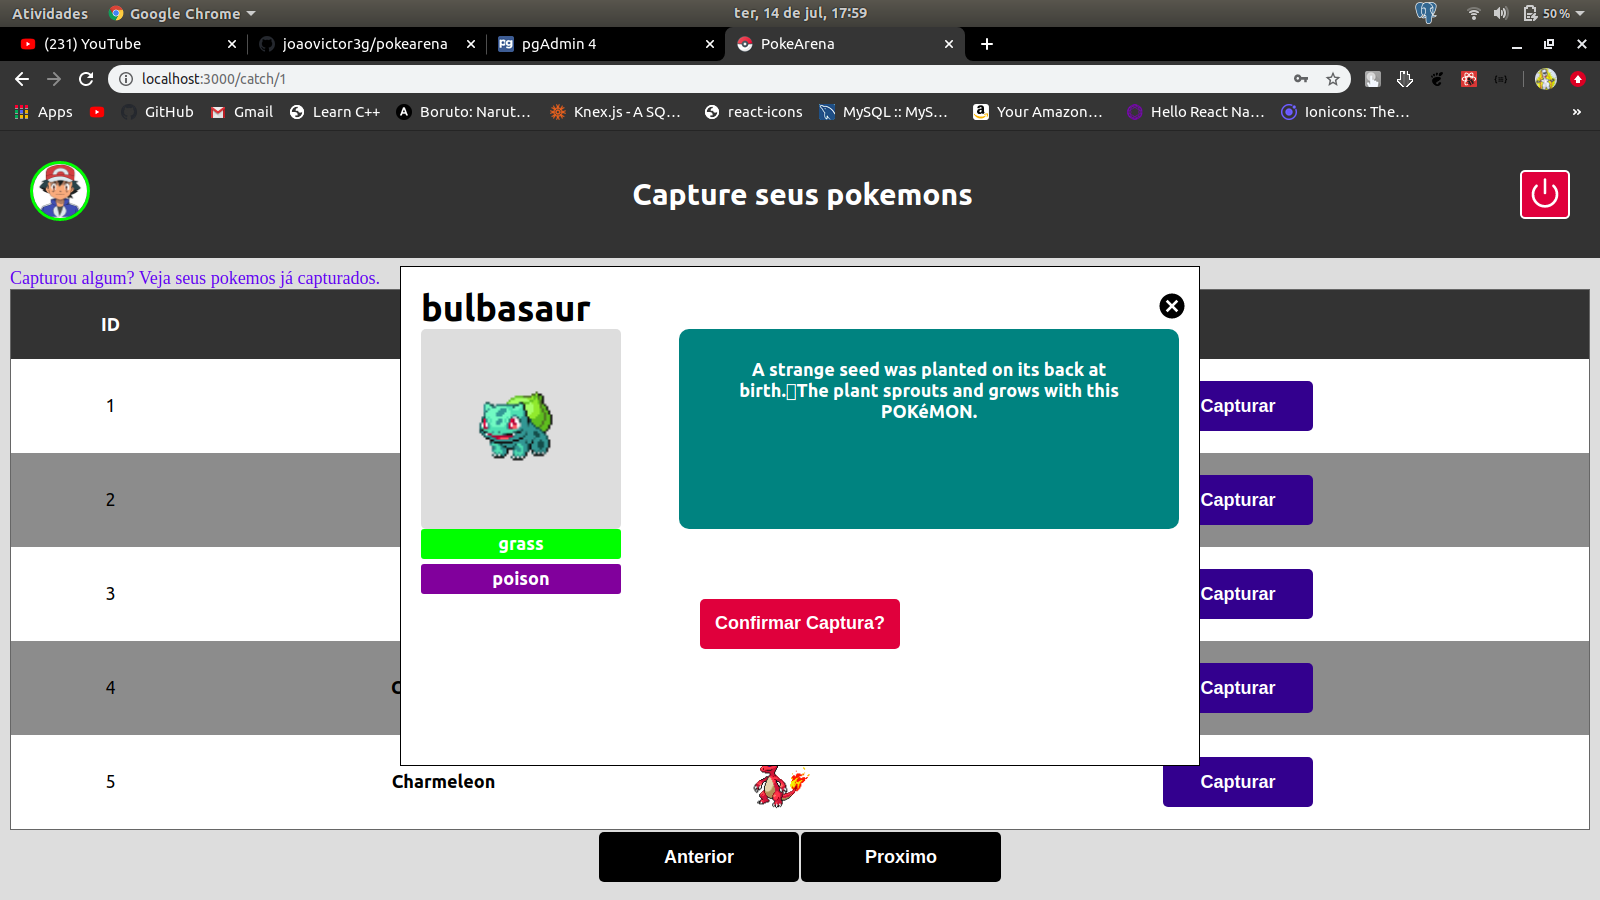 Atividades
Google Chrome
ter, 14 de jul, 17:59
50 %
(231) YouTube
joaovictor3g/pokearena
pgAdmin 4
PokeArena
localhost:3000/catch/1
Apps
GitHub
Gmail
Learn C++
Boruto: Narut…
Knex.js - A SQ…
react-icons
MySQL :: MyS…
Your Amazon…
Hello React Na…
Ionicons: The…
»
Capture seus pokemons
Capturou algum? Veja seus pokemos já capturados.
ID
bulbasaur
A strange seed was planted on its back at
birth.The plant sprouts and grows with this
POKéMON.
grass
poison
Confirmar Captura?
1
Capturar
2
Capturar
3
Capturar
4
C
Capturar
5
Charmeleon
Capturar
Anterior
Proximo